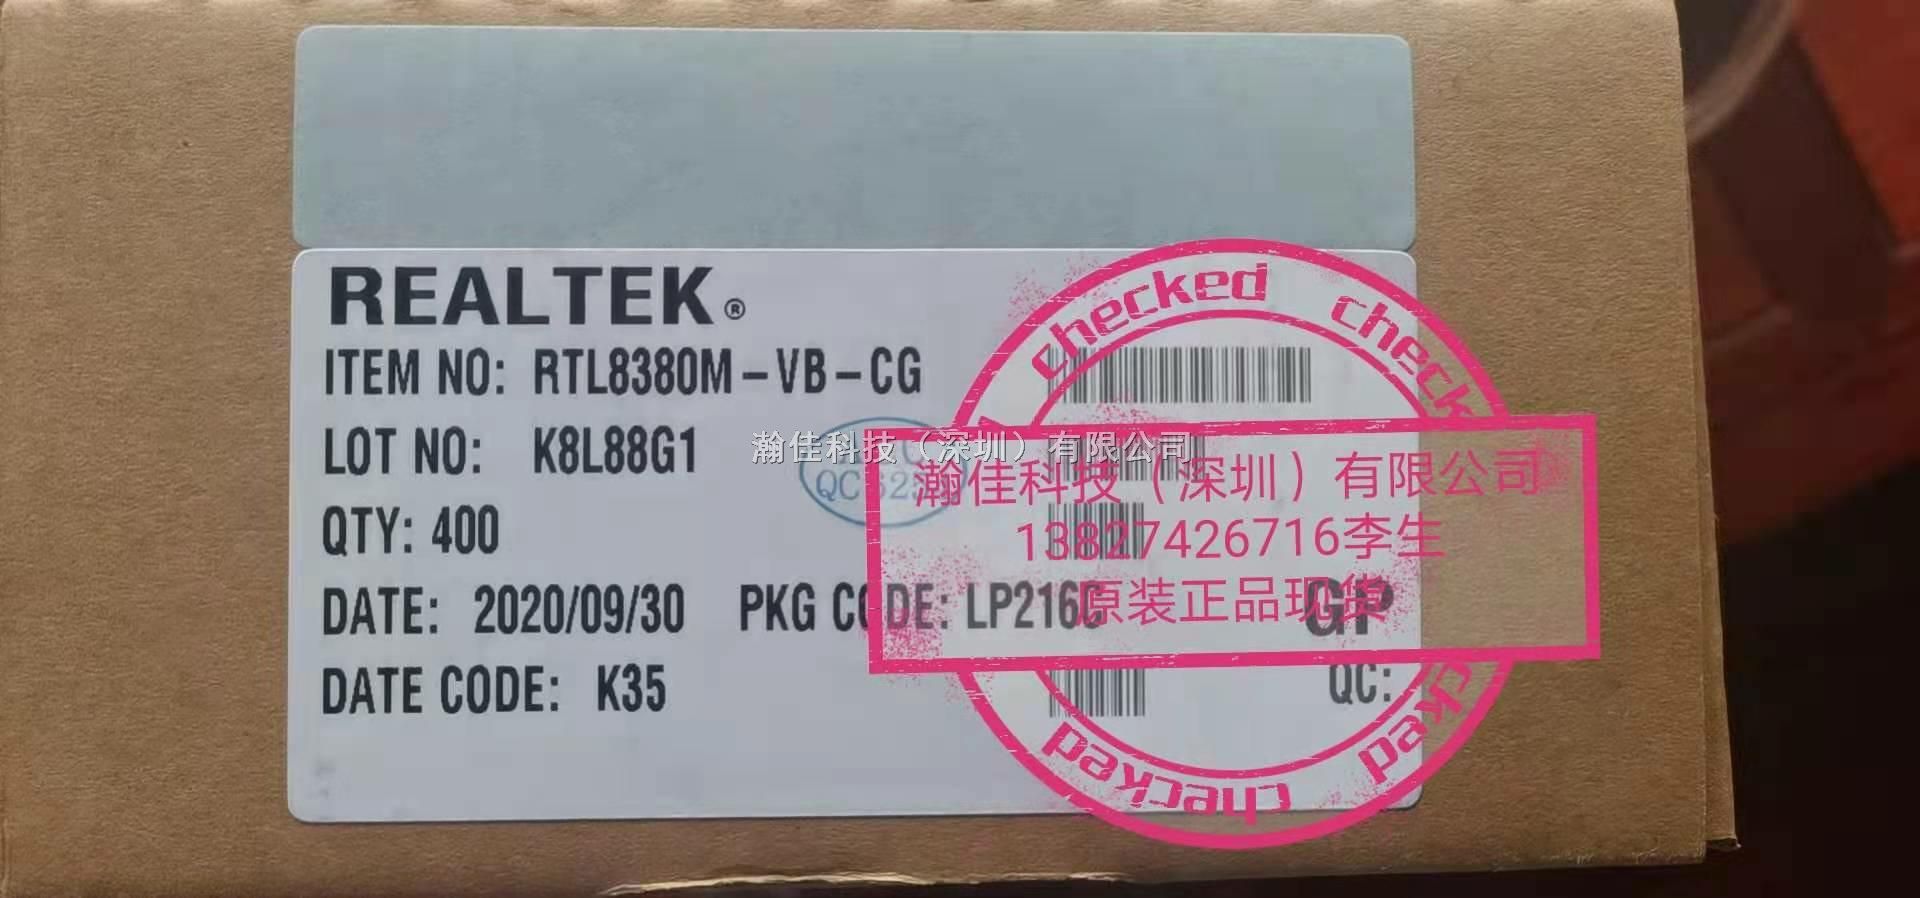 REALTEK®
ITEM NO: RTL8380M-VB-CG
LOT NO: K8L88G1
QTY: 400
DATE: 2020/09/30 PKG CODE: LP216
GP
DATE CODE: K35
QC:
QC
瀚佳科技（深圳）有限公司
checked checked
瀚佳科技（深圳）有限公司
13827426716李生
原装正品现货
checked checked